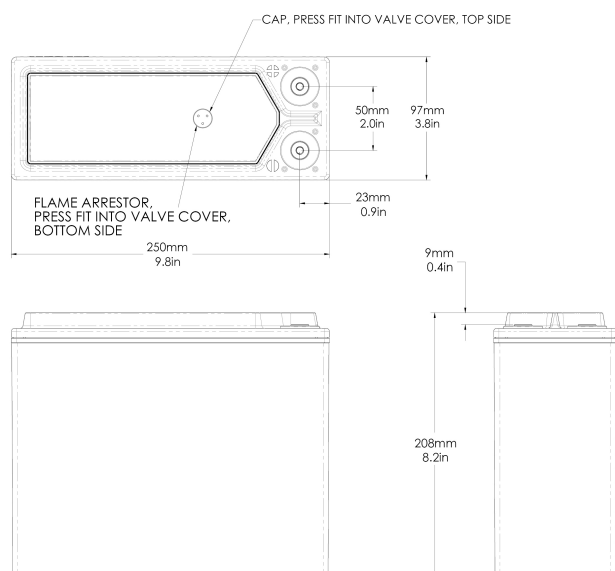 CAP, PRESS FIT INTO VALVE COVER, TOP SIDE
50mm
2.0in
97mm
3.8in
23mm
0.9in
FLAME ARRESTOR,
PRESS FIT INTO VALVE COVER,
BOTTOM SIDE
250mm
9.8in
9mm
0.4in
208mm
8.2in